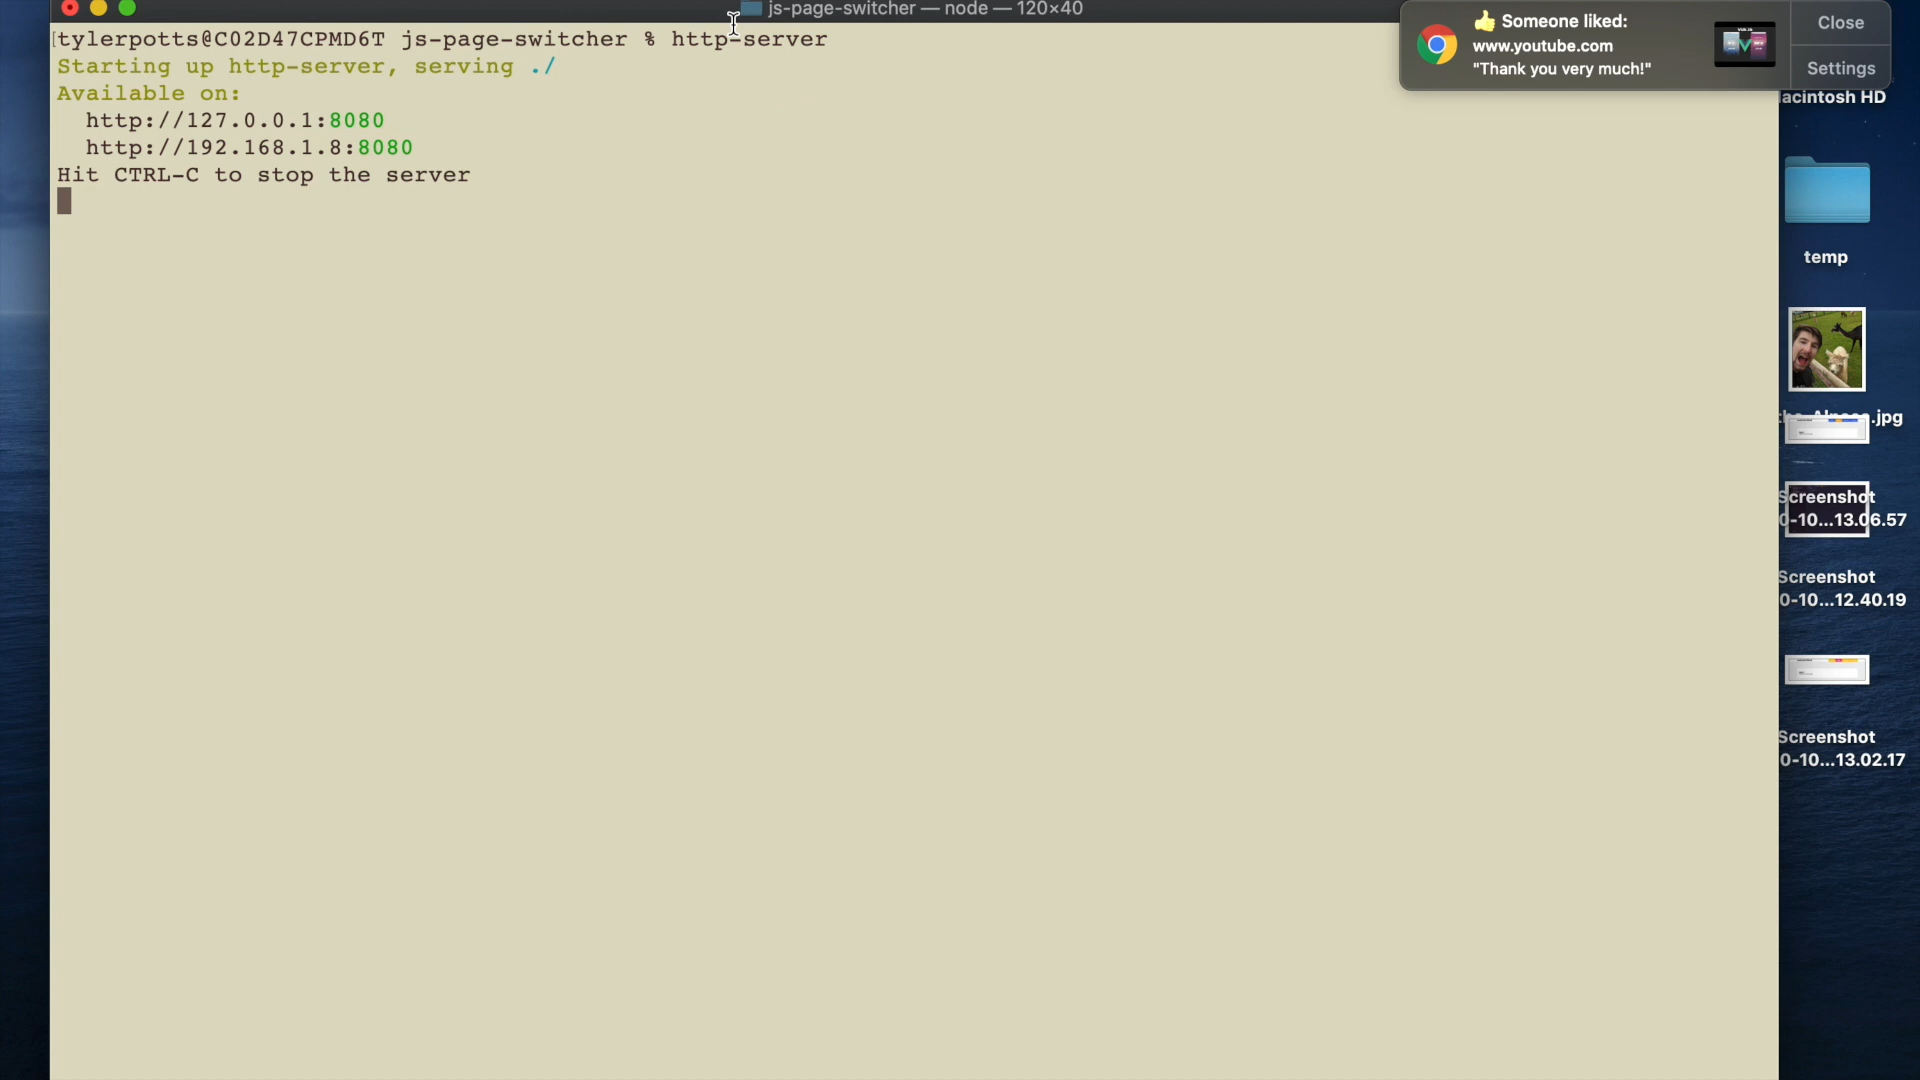 js-page-switcher — node — 120×40
tylerpotts@C02D47CPMD6T js-page-switcher % http-server
Starting up http-server, serving ./
Available on:
http://127.0.0.1:8080
http://192.168.1.8:8080
Hit CTRL-C to stop the server
👍 Someone liked:
www.youtube.com
"Thank you very much!"
Close
Settings
acintosh HD
temp
.jpg
Screenshot
0-10...13.06.57
Screenshot
0-10...12.40.19
Screenshot
0-10...13.02.17